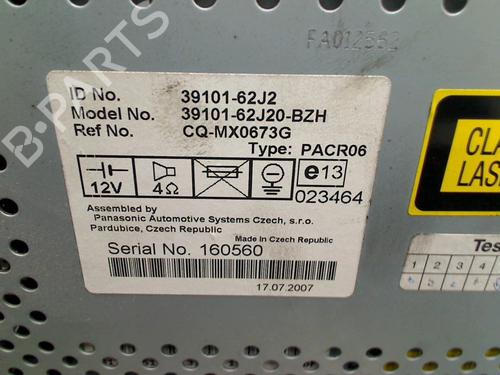 FA012562
B-PARTS
ID No. 39101-62J2
Model No. 39101-62J20-BZH
Ref No. CQ-MX0673G
Type: PACR06
12V 4Ω e13
023464
Assembled by
Panasonic Automotive Systems Czech, s.r.o.
Pardubice, Czech Republic
Made in Czech Republic
Serial No. 160560
17.07.2007
CLA
LASE
Tes
1 2 3 4